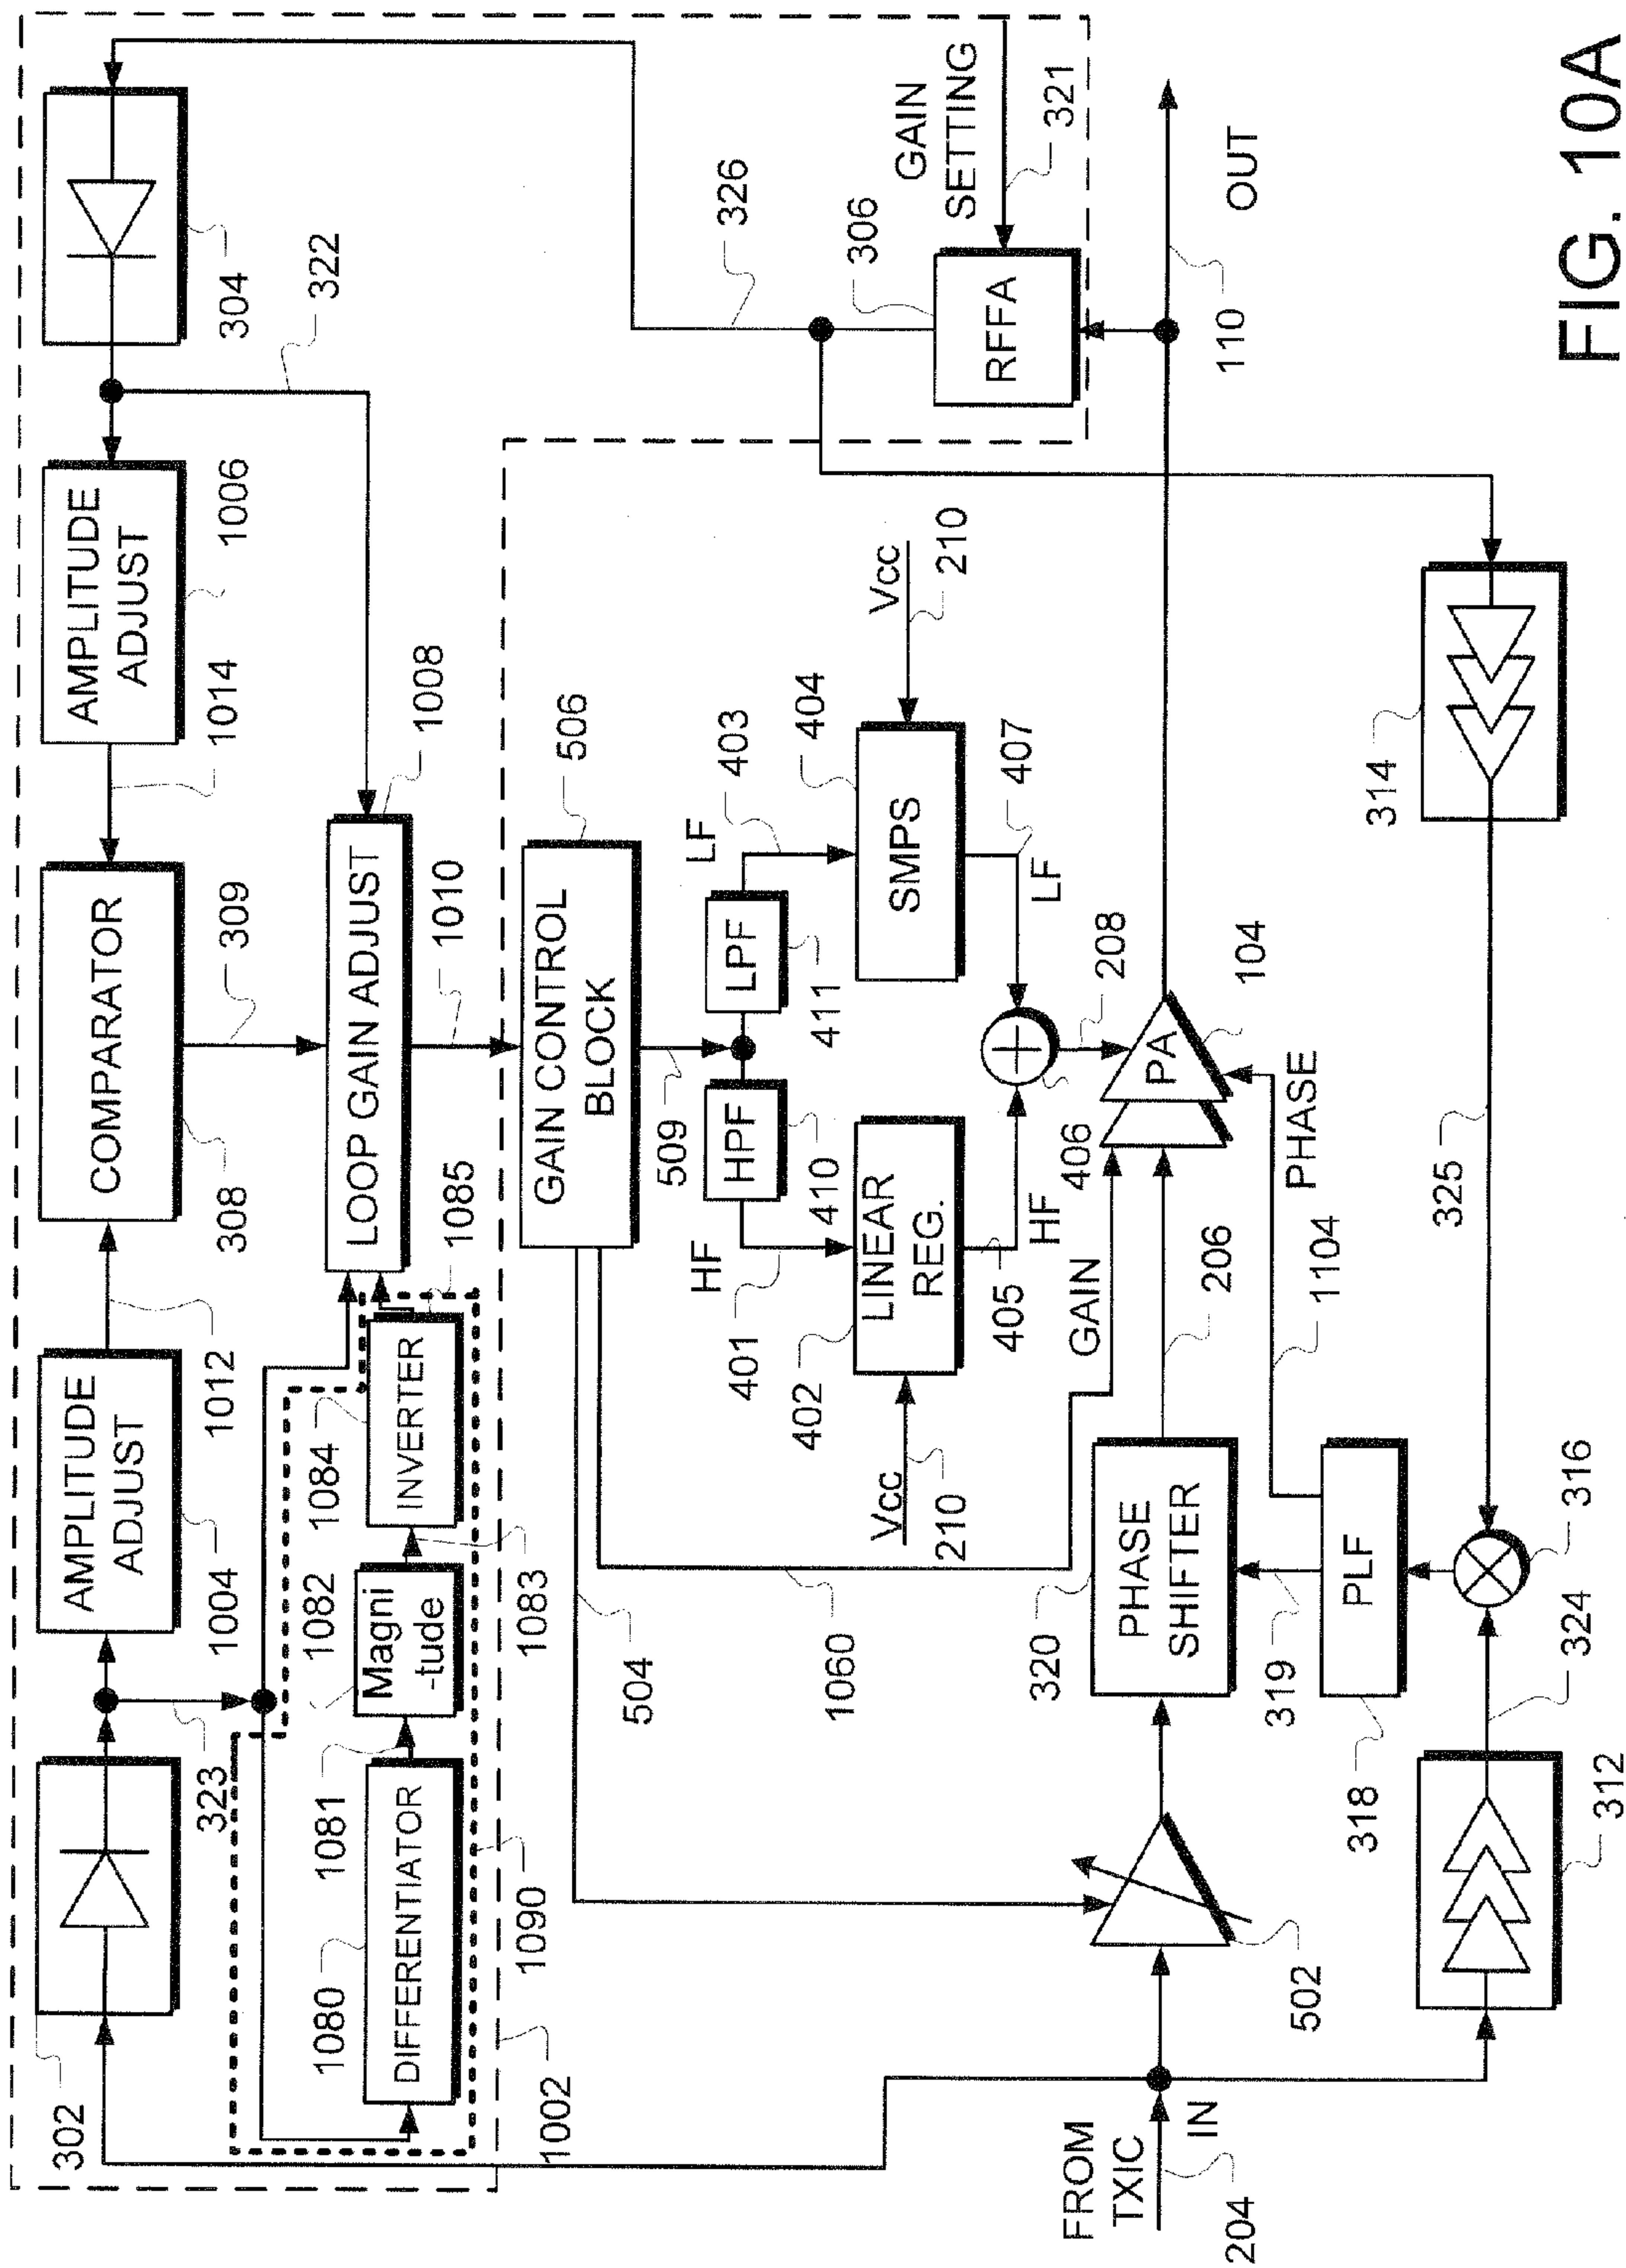 302
323
AMPLITUDE
ADJUST
1004
1012
COMPARATOR
308
309
1014
AMPLITUDE
ADJUST
1006
304
322
1080
DIFFERENTIATOR
1081
1082
Magni
-tude
1083
1084
INVERTER
1085
1090
1002
LOOP GAIN ADJUST
1008
1010
326
306
RFFA
GAIN
SETTING
321
504
1060
GAIN CONTROL
BLOCK
506
509
HF
HPF
410
401
LF
LPF
411
403
404
SMPS
Vcc
210
407
LF
402
LINEAR
REG.
Vcc
210
405
HF
406
208
GAIN
PA
104
206
PHASE
1104
110
OUT
FROM
TXIC
204
IN
502
320
PHASE
SHIFTER
319
PLF
318
312
324
316
325
314
FIG. 10A